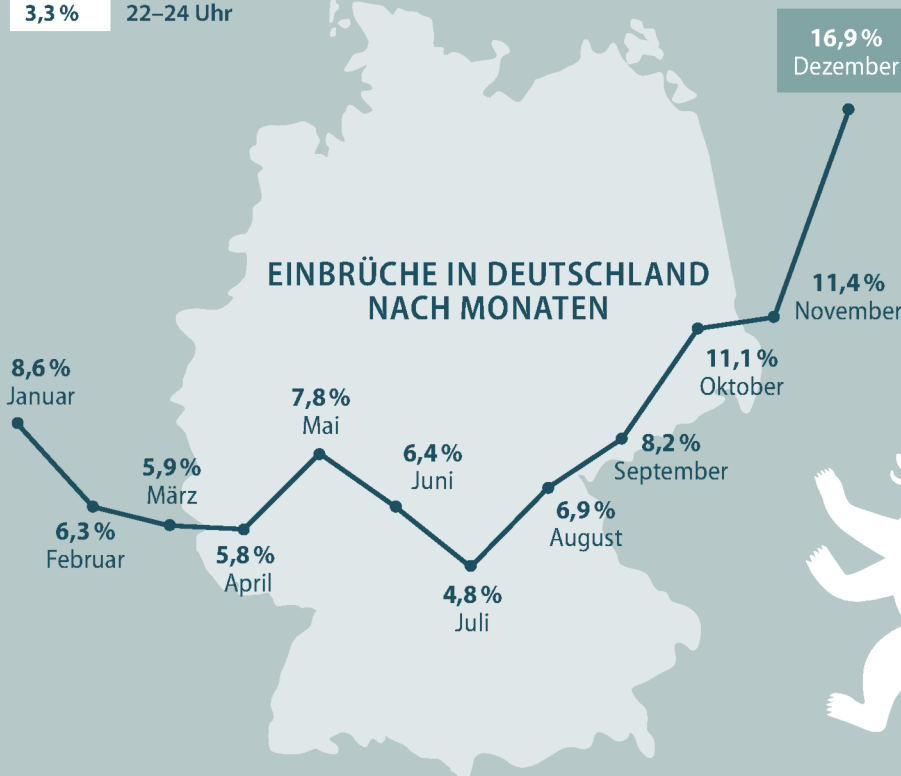 3,3 % 22–24 Uhr
16,9 %
Dezember
EINBRÜCHE IN DEUTSCHLAND
NACH MONATEN
11,4 %
November
11,1 %
Oktober
8,6 %
Januar
7,8 %
Mai
6,4 %
Juni
8,2 %
September
5,9 %
März
6,9 %
August
6,3 %
Februar
5,8 %
April
4,8 %
Juli